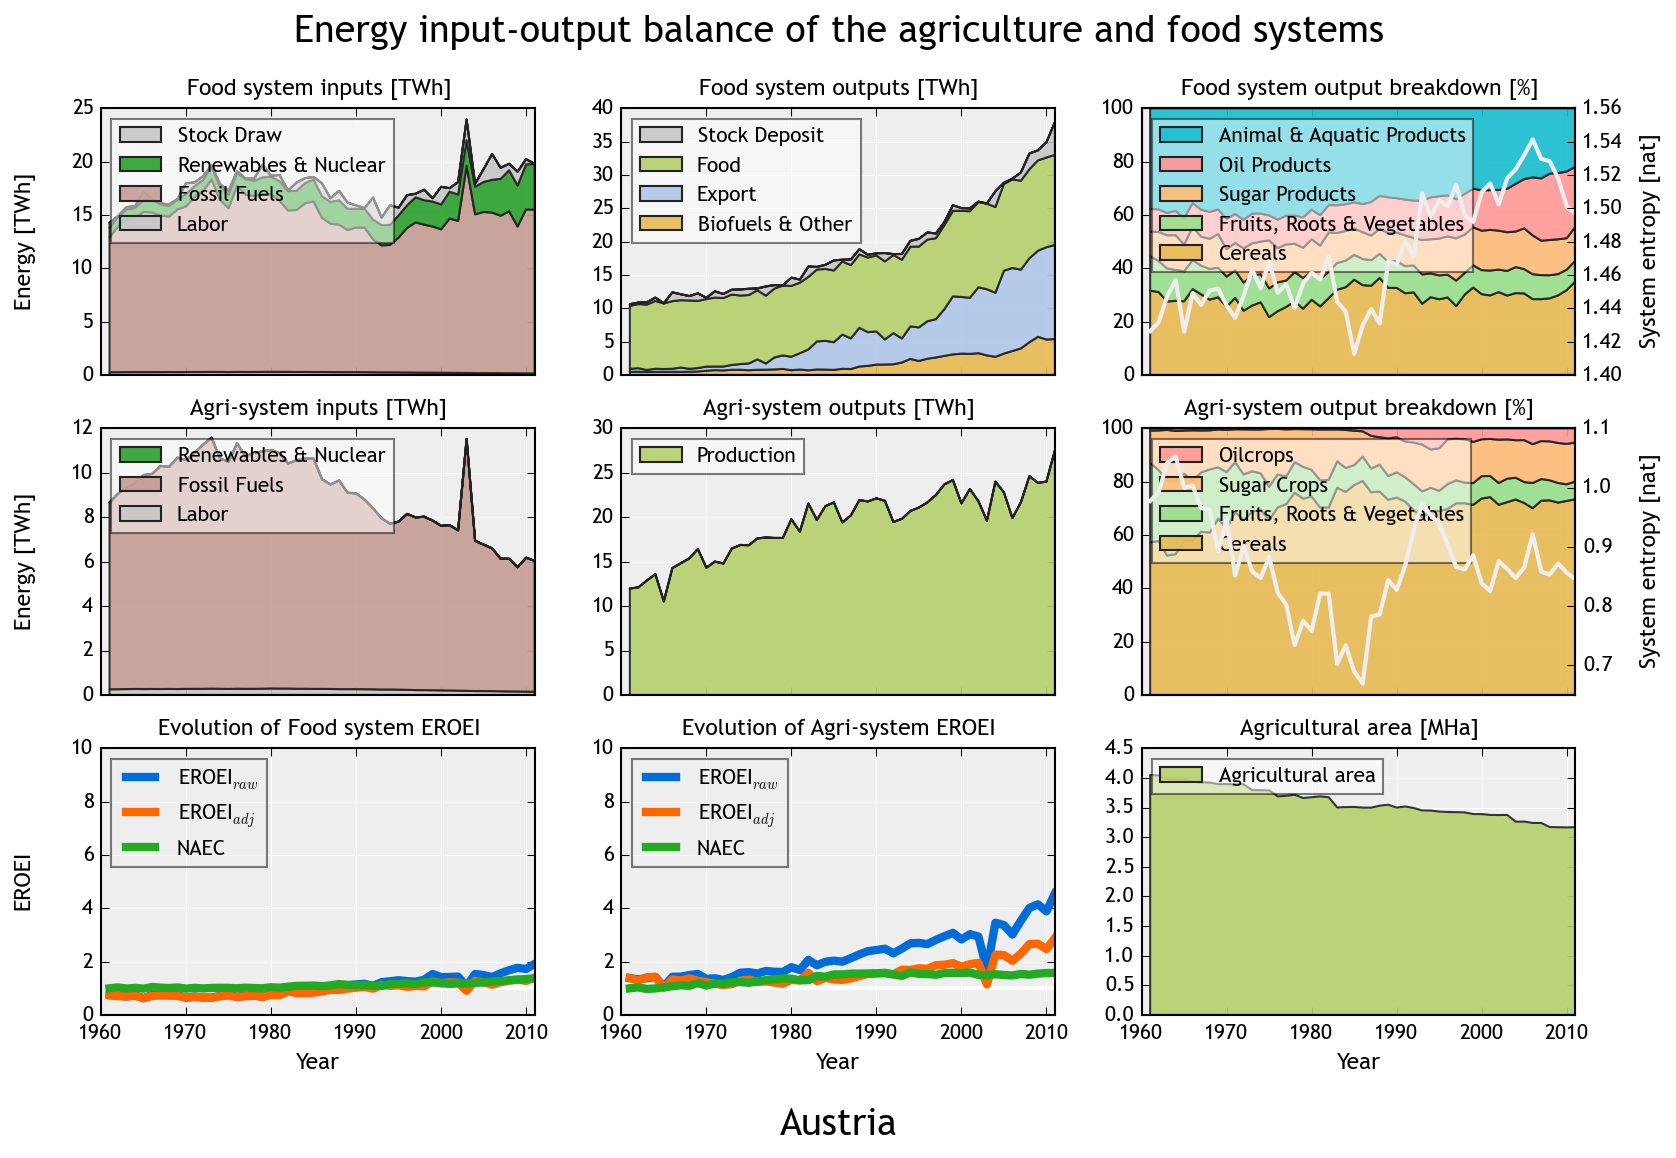 Energy input-output balance of the agriculture and food systems
Food system inputs [TWh]
Energy [TWh]
25
20
15
10
5
0
Stock Draw
Renewables & Nuclear
Fossil Fuels
Labor
Food system outputs [TWh]
40
35
30
25
20
15
10
5
0
Stock Deposit
Food
Export
Biofuels & Other
Food system output breakdown [%]
100
80
60
40
20
0
Animal & Aquatic Products
Oil Products
Sugar Products
Fruits, Roots & Vegetables
Cereals
1.56
1.54
1.52
1.50
1.48
1.46
1.44
1.42
1.40
System entropy [nat]
Agri-system inputs [TWh]
Energy [TWh]
12
10
8
6
4
2
0
Renewables & Nuclear
Fossil Fuels
Labor
Agri-system outputs [TWh]
30
25
20
15
10
5
0
Production
Agri-system output breakdown [%]
100
80
60
40
20
0
Oilcrops
Sugar Crops
Fruits, Roots & Vegetables
Cereals
1.1
1.0
0.9
0.8
0.7
System entropy [nat]
Evolution of Food system EROEI
EROEI
10
8
6
4
2
0
EROEIraw
EROEIadj
NAEC
1960 1970 1980 1990 2000 2010
Year
Evolution of Agri-system EROEI
10
8
6
4
2
0
EROEIraw
EROEIadj
NAEC
1960 1970 1980 1990 2000 2010
Year
Agricultural area [MHa]
4.5
4.0
3.5
3.0
2.5
2.0
1.5
1.0
0.5
0.0
Agricultural area
1960 1970 1980 1990 2000 2010
Year
Austria